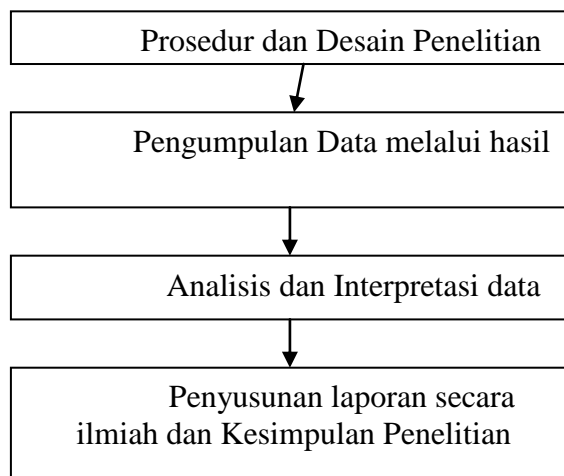 Prosedur dan Desain Penelitian
Pengumpulan Data melalui hasil
Analisis dan Interpretasi data
Penyusunan laporan secara
ilmiah dan Kesimpulan Penelitian